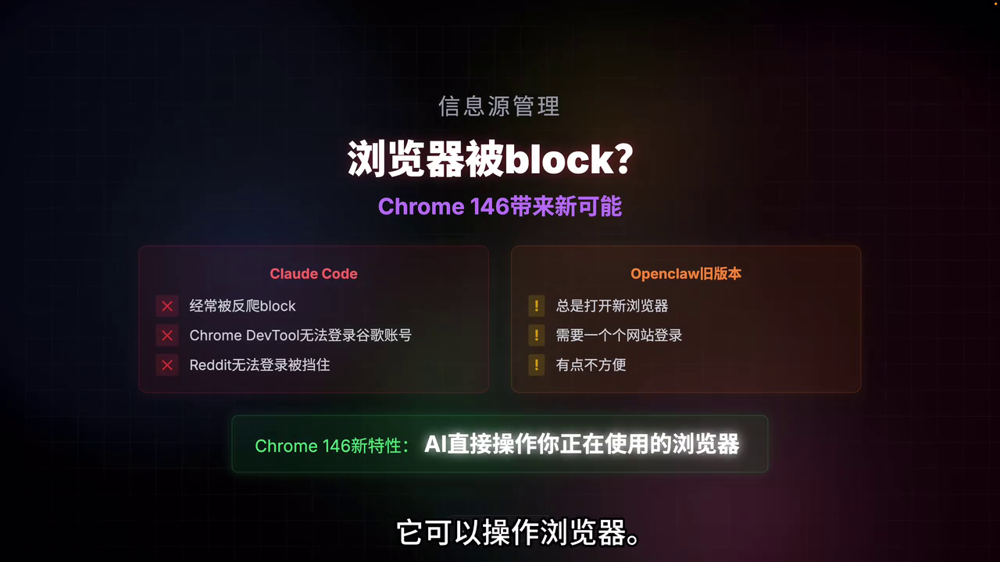 信息源管理
浏览器被block?
Chrome 146带来新可能
Claude Code
经常被反爬block
Chrome DevTool无法登录谷歌账号
Reddit无法登录被挡住
Openclaw旧版本
! 总是打开新浏览器
! 需要一个个网站登录
! 有点不方便
Chrome 146新特性： AI直接操作你正在使用的浏览器
它可以操作浏览器。